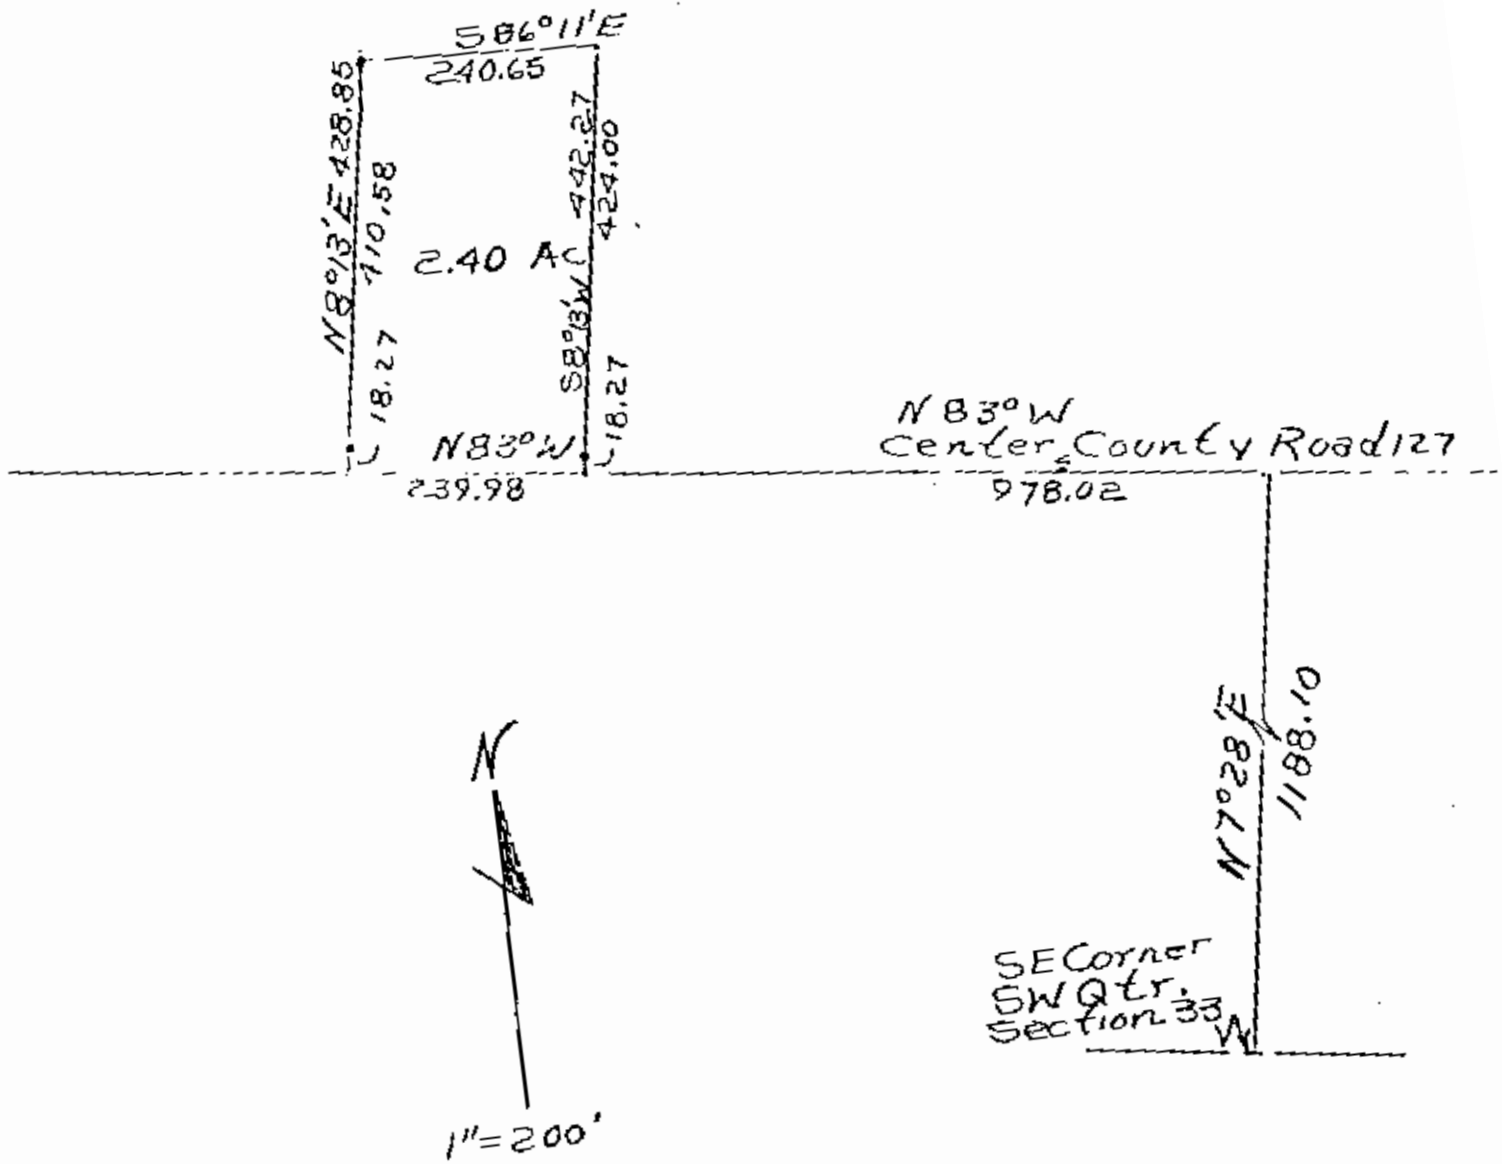 S86°11'E
240.65
N8°13'E 428.85
410.58
18.27
442.27
S8°13'W
424.00
18.27
2.40 AC
N83°W
239.98
N83°W
Center County Road 127
978.02
N7°28'E
1188.10
N
SE Corner
SW Qtr.
Section 33
1"=200'